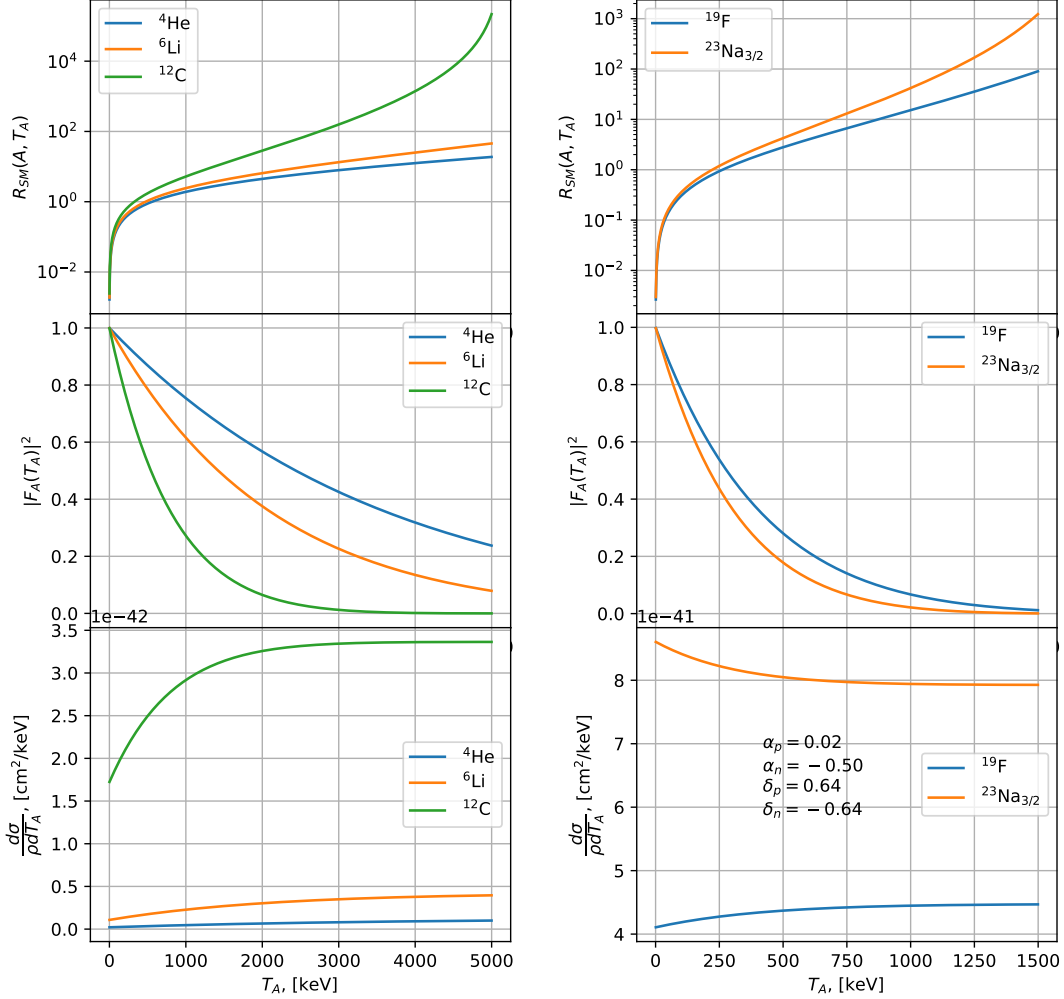 10⁴
10²
10⁰
10⁻²
R_SM(A, T_A)
⁴He
⁶Li
¹²C
10³
10²
10¹
10⁰
10⁻¹
10⁻²
R_SM(A, T_A)
¹⁹F
²³Na₃/₂
1.0
0.8
0.6
0.4
0.2
0.0
|F_A(T_A)|²
⁴He
⁶Li
¹²C
1.0
0.8
0.6
0.4
0.2
0.0
|F_A(T_A)|²
¹⁹F
²³Na₃/₂
1e−42
3.5
3.0
2.5
2.0
1.5
1.0
0.5
0.0
dσ/ρdT_A, [cm²/keV]
⁴He
⁶Li
¹²C
0 1000 2000 3000 4000 5000
T_A, [keV]
1e−41
8
7
6
5
4
dσ/ρdT_A, [cm²/keV]
α_p = 0.02
α_n = −0.50
δ_p = 0.64
δ_n = −0.64
¹⁹F
²³Na₃/₂
0 250 500 750 1000 1250 1500
T_A, [keV]